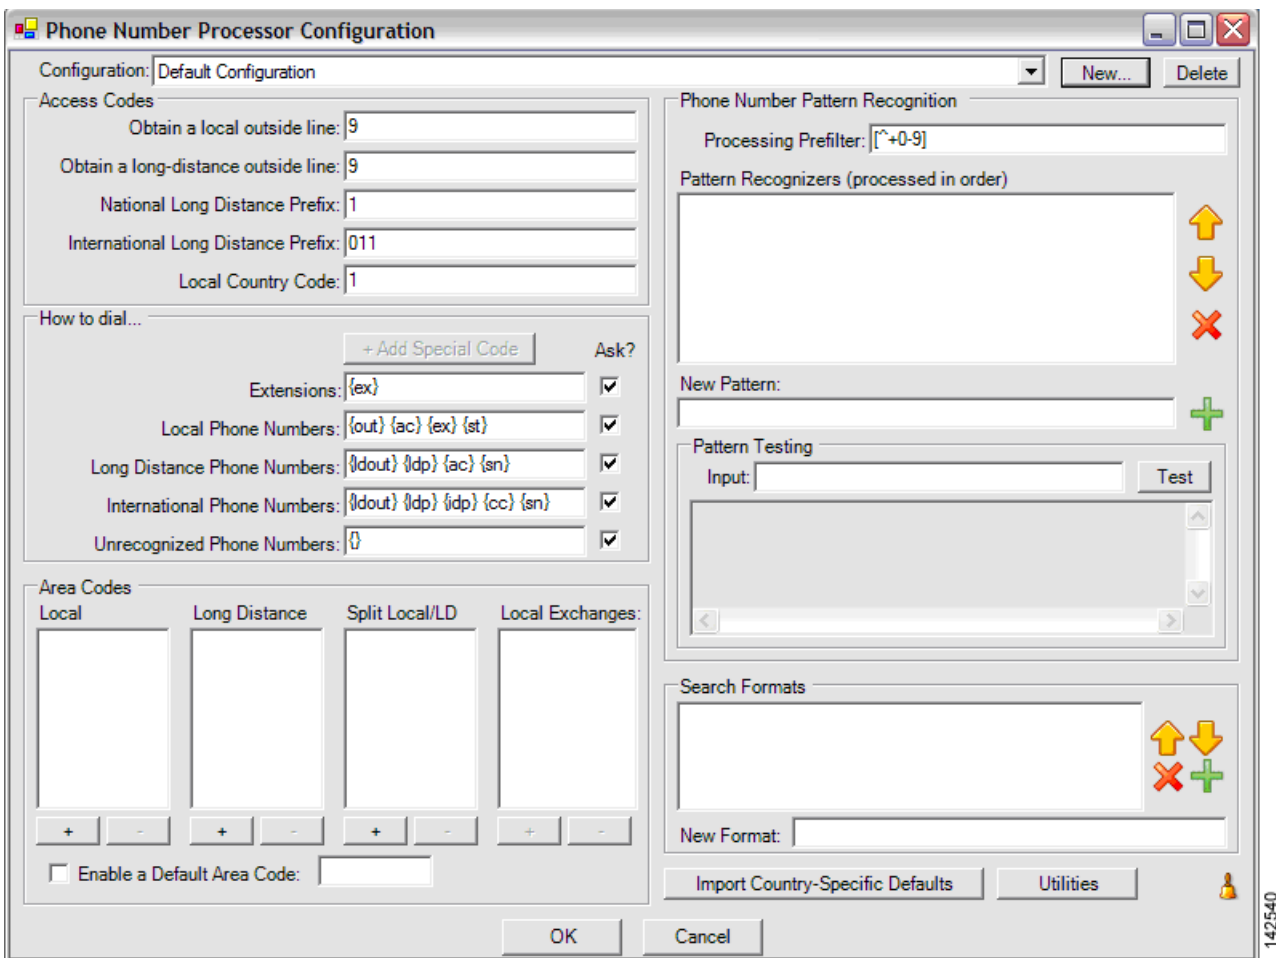 Phone Number Processor Configuration
Configuration: Default Configuration New... Delete
Access Codes
Obtain a local outside line: 9
Obtain a long-distance outside line: 9
National Long Distance Prefix: 1
International Long Distance Prefix: 011
Local Country Code: 1
How to dial...
+ Add Special Code Ask?
Extensions: {ex}
Local Phone Numbers: {out} {ac} {ex} {st}
Long Distance Phone Numbers: {ldout} {ldp} {ac} {sn}
International Phone Numbers: {ldout} {ldp} {idp} {cc} {sn}
Unrecognized Phone Numbers: {}
Area Codes
Local Long Distance Split Local/LD Local Exchanges:
+ - + - + - + -
Enable a Default Area Code:
Phone Number Pattern Recognition
Processing Prefilter: [^+0-9]
Pattern Recognizers (processed in order)
New Pattern:
Pattern Testing
Input: Test
Search Formats
New Format:
Import Country-Specific Defaults Utilities
OK Cancel
142540